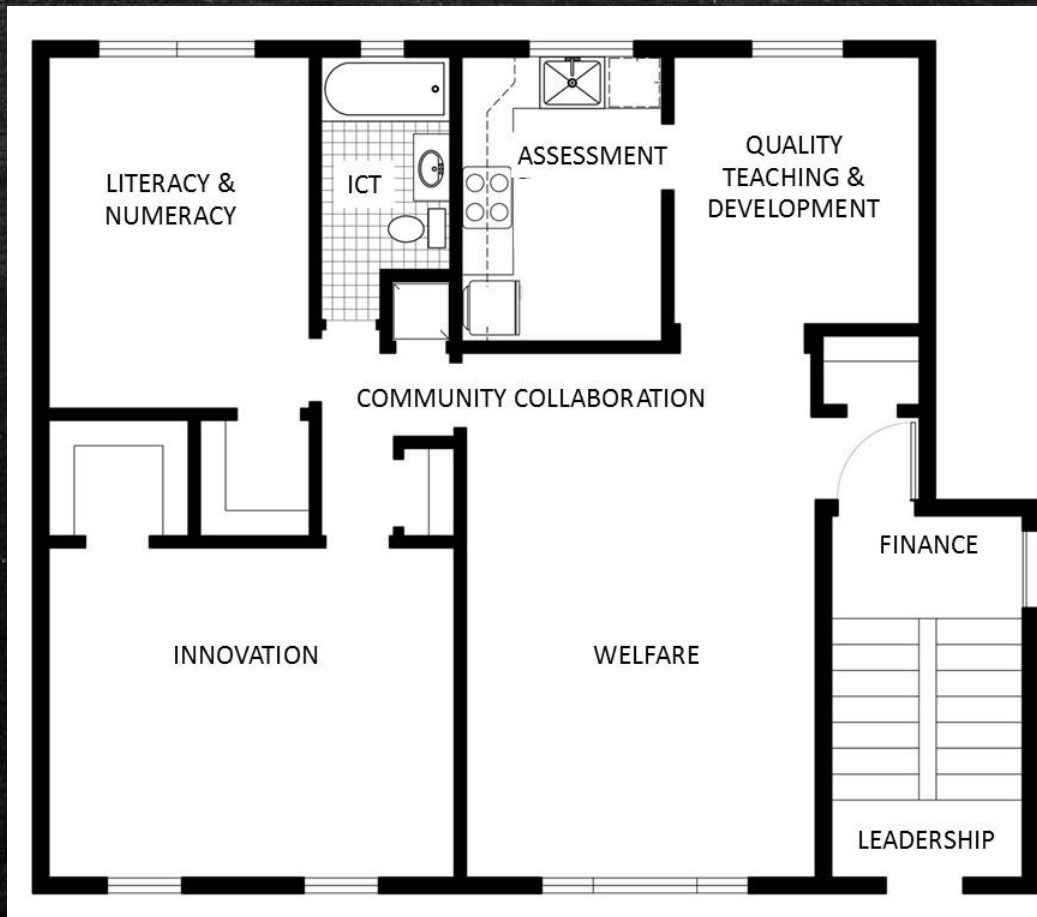 LITERACY &
NUMERACY
ICT
ASSESSMENT
QUALITY
TEACHING &
DEVELOPMENT
COMMUNITY COLLABORATION
FINANCE
INNOVATION
WELFARE
LEADERSHIP